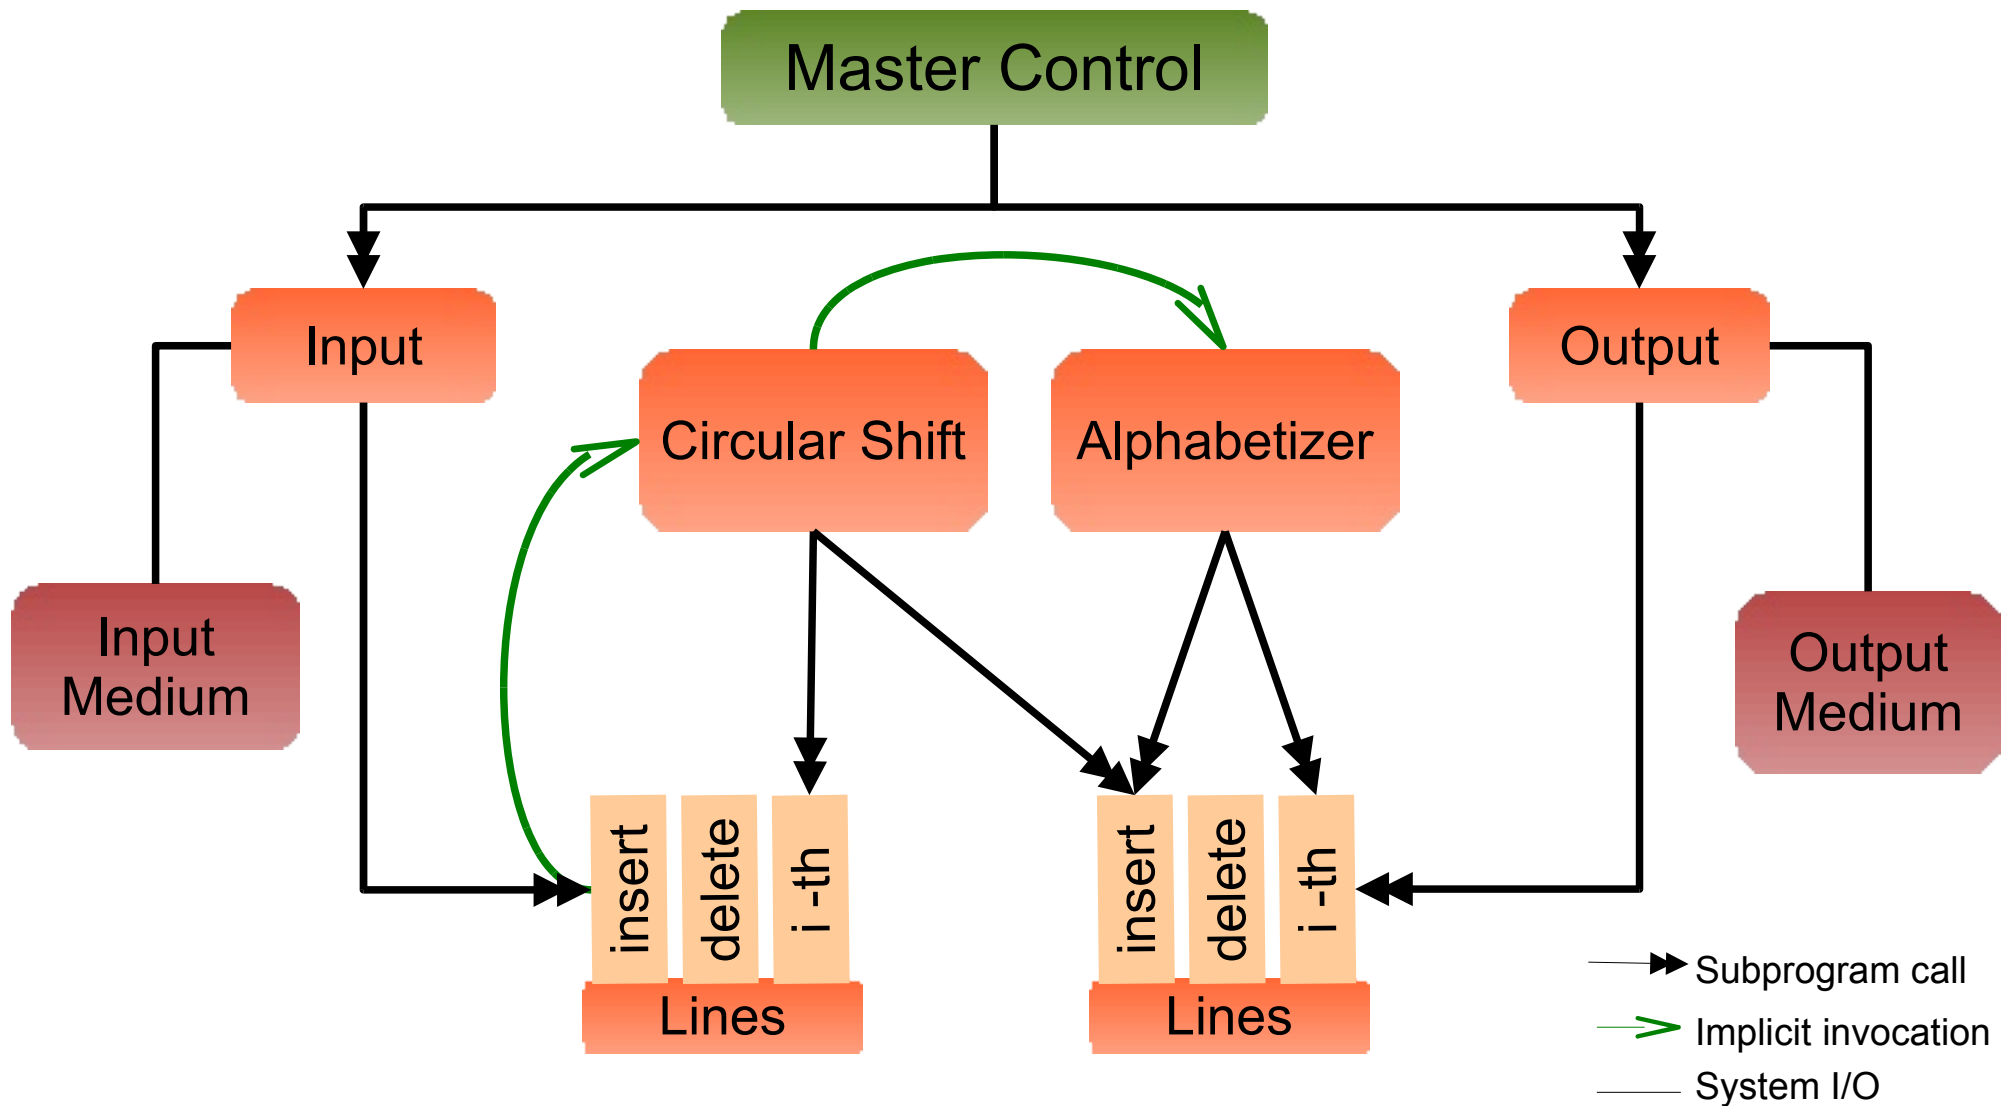 Master Control
Input
Output
Circular Shift
Alphabetizer
Input
Medium
Output
Medium
insert
delete
i -th
Lines
insert
delete
i -th
Lines
Subprogram call
Implicit invocation
System I/O